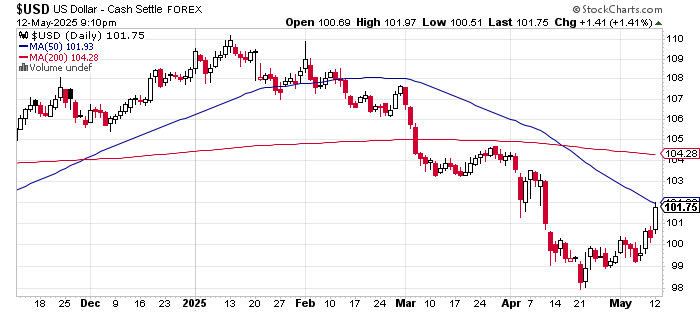 $USD US Dollar - Cash Settle FOREX © StockCharts.com
12-May-2025 9:10pm Open 100.69 High 101.97 Low 100.51 Last 101.75 Chg +1.41 (+1.41%)
$USD (Daily) 101.75
MA(50) 101.93
MA(200) 104.28
Volume undef
110
109
108
107
106
105
104.28
103
101.75
101
100
99
98
18 25 Dec 9 16 23 2025 13 20 27 Feb 10 18 24 Mar 10 17 24 Apr 7 14 21 May 12